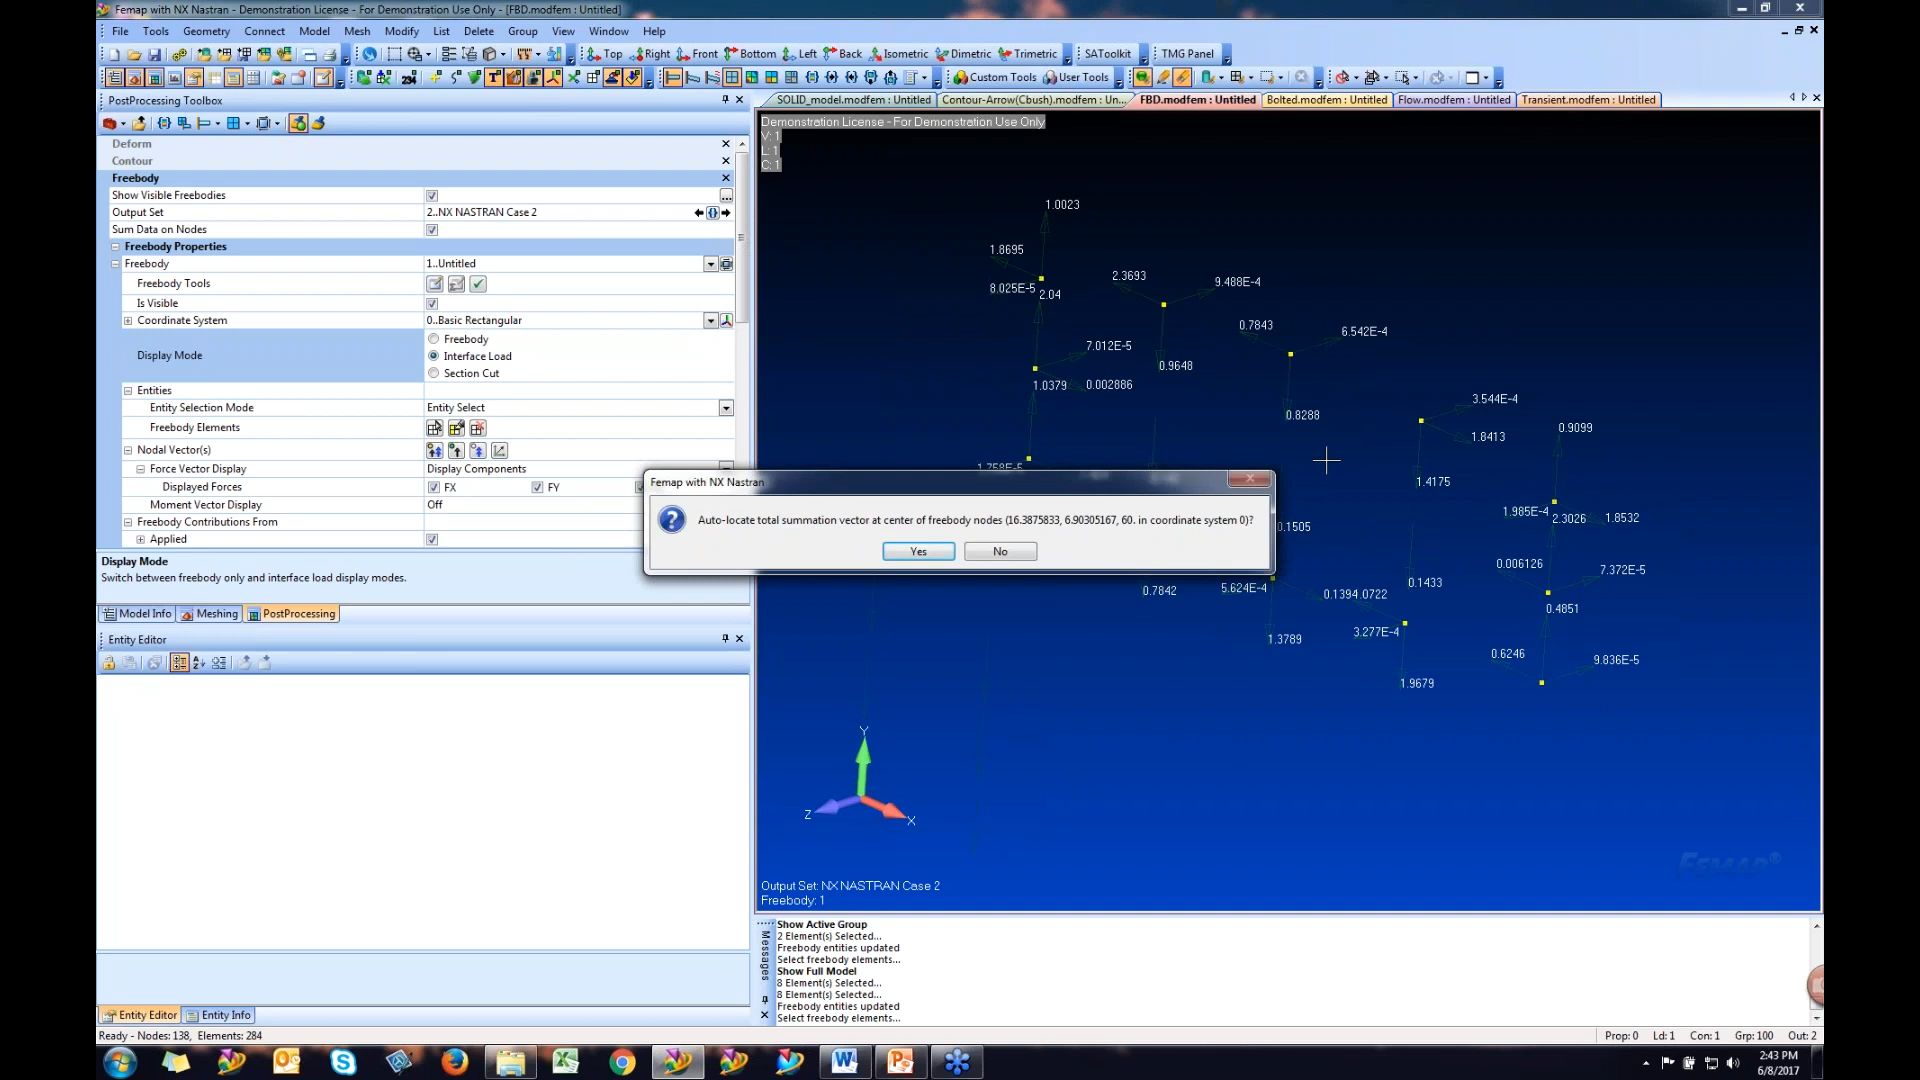 Femap with NX Nastran - Demonstration License - For Demonstration Use Only - [FBD.modfem : Untitled]
File Tools Geometry Connect Model Mesh Modify List Delete Group View Window Help
Top Right Front Bottom Left Back Isometric Dimetric Trimetric SAToolkit TMG Panel
234 Custom Tools User Tools
PostProcessing Toolbox
Deform
Contour
Freebody
Show Visible Freebodies
Output Set 2..NX NASTRAN Case 2
Sum Data on Nodes
Freebody Properties
Freebody 1..Untitled
Freebody Tools
Is Visible
Coordinate System 0..Basic Rectangular
Display Mode
Freebody
Interface Load
Section Cut
Entities
Entity Selection Mode Entity Select
Freebody Elements
Nodal Vector(s)
Force Vector Display Display Components
Displayed Forces FX FY
Moment Vector Display Off
Freebody Contributions From
Applied
Display Mode
Switch between freebody only and interface load display modes.
Model Info Meshing PostProcessing
Entity Editor
Entity Editor Entity Info
SOLID_model.modfem : Untitled Contour-Arrow(Cbush).modfem : Un... FBD.modfem : Untitled Bolted.modfem : Untitled Flow.modfem : Untitled Transient.modfem : Untitled
Demonstration License - For Demonstration Use Only
V: 1
L: 1
C: 1
1.0023
1.8695
2.3693
9.488E-4
8.025E-5
2.04
0.7843
6.542E-4
7.012E-5
0.9648
1.0379
0.002886
3.544E-4
0.8288
0.9099
1.8413
1.758E-5
1.4175
Femap with NX Nastran
Auto-locate total summation vector at center of freebody nodes (16.3875833, 6.90305167, 60. in coordinate system 0)?
Yes No
0.1505
1.985E-4
2.3026
1.8532
0.006126
7.372E-5
0.7842
5.624E-4
0.1433
0.1394.0722
0.4851
1.3789
3.277E-4
0.6246
9.836E-5
1.9679
Y
Z
X
FEMAP®
Output Set: NX NASTRAN Case 2
Freebody: 1
Messages
Show Active Group
2 Element(s) Selected...
Freebody entities updated
Select freebody elements...
Show Full Model
8 Element(s) Selected...
8 Element(s) Selected...
Freebody entities updated
Select freebody elements...
Ready - Nodes: 138, Elements: 284
Prop: 0 Ld: 1 Con: 1 Grp: 100 Out: 2
2:43 PM
6/8/2017